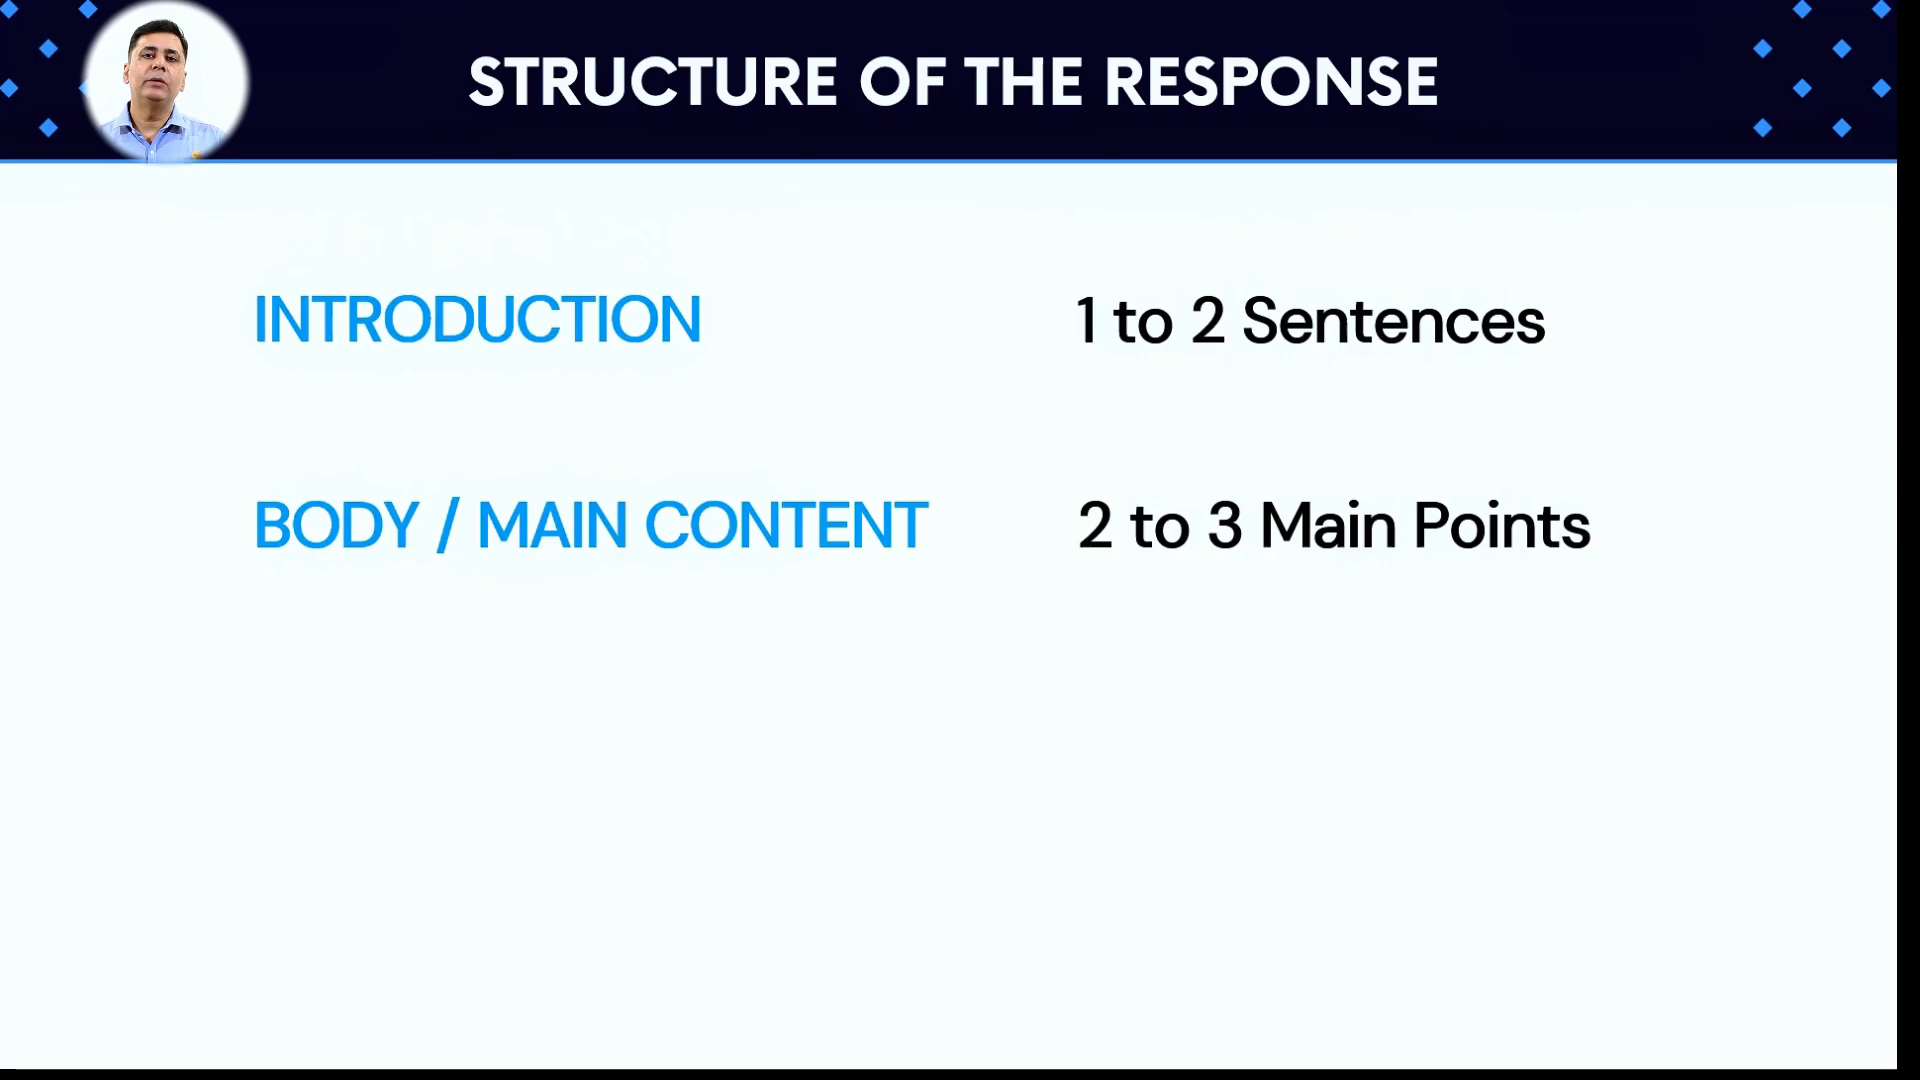 STRUCTURE OF THE RESPONSE
INTRODUCTION 1 to 2 Sentences
BODY / MAIN CONTENT 2 to 3 Main Points